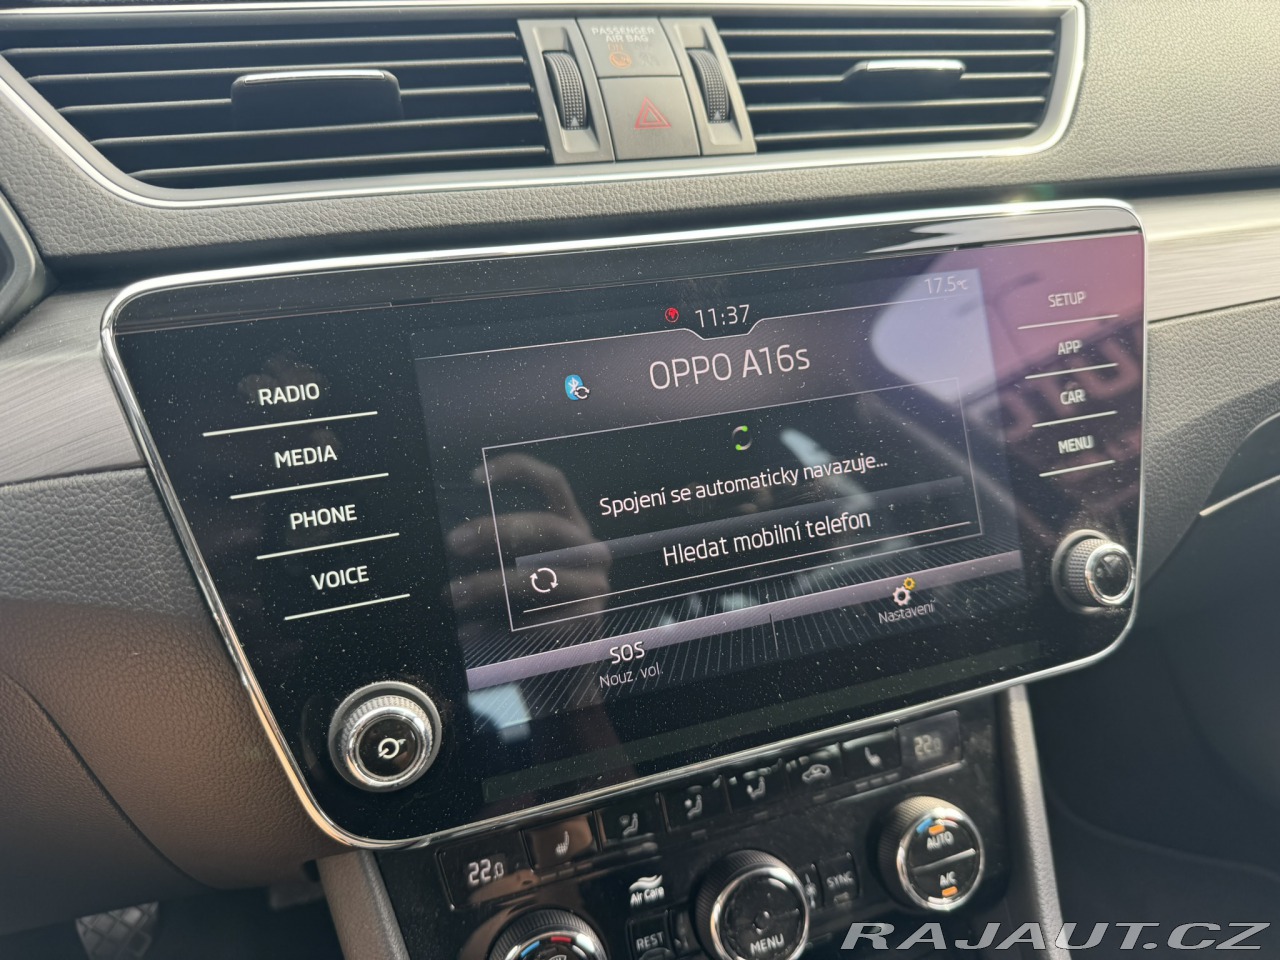 PASSENGER
AIR BAG
17.5°C
11:37
OPPO A16s
Spojení se automaticky navazuje...
Hledat mobilní telefon
SOS
Nouz. vol.
Nastavení
RADIO
MEDIA
PHONE
VOICE
SETUP
APP
CAR
MENU
22.0
22.0
Air Care
REST
MENU
SYNC
AUTO
A/C
RAJAUT.CZ